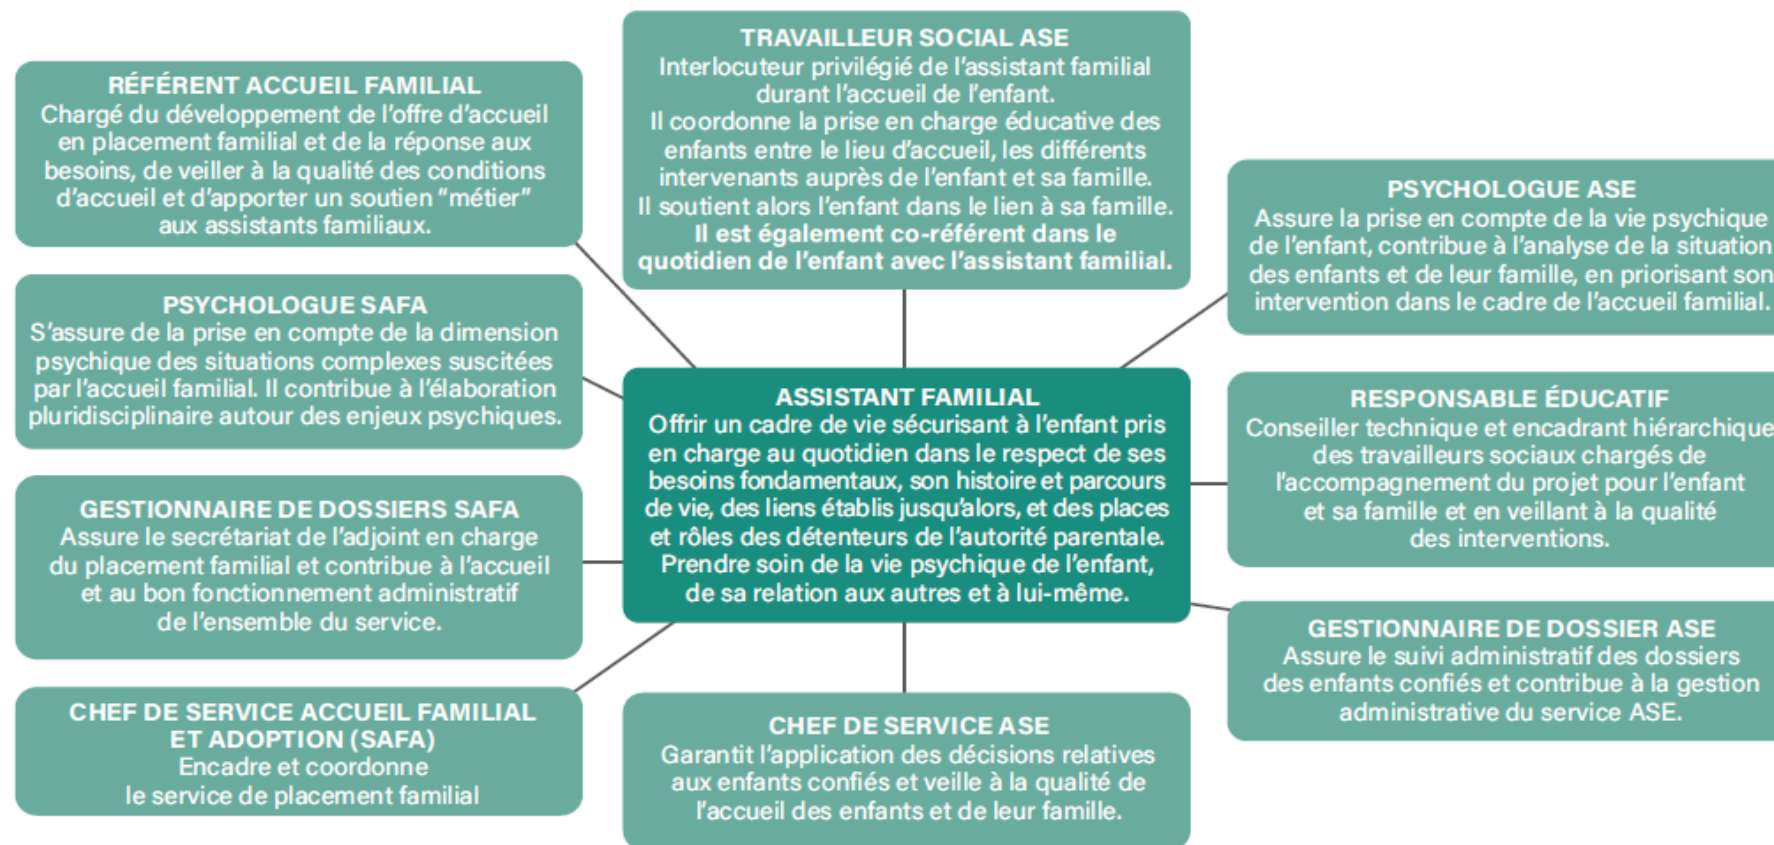 RÉFÉRENT ACCUEIL FAMILIAL
Chargé du développement de l'offre d'accueil
en placement familial et de la réponse aux
besoins, de veiller à la qualité des conditions
d'accueil et d'apporter un soutien “métier”
aux assistants familiaux.
PSYCHOLOGUE SAFA
S'assure de la prise en compte de la dimension
psychique des situations complexes suscitées
par l'accueil familial. Il contribue à l'élaboration
pluridisciplinaire autour des enjeux psychiques.
GESTIONNAIRE DE DOSSIERS SAFA
Assure le secrétariat de l'adjoint en charge
du placement familial et contribue à l'accueil
et au bon fonctionnement administratif
de l'ensemble du service.
CHEF DE SERVICE ACCUEIL FAMILIAL
ET ADOPTION (SAFA)
Encadre et coordonne
le service de placement familial
TRAVAILLEUR SOCIAL ASE
Interlocuteur privilégié de l'assistant familial
durant l'accueil de l'enfant.
Il coordonne la prise en charge éducative des
enfants entre le lieu d'accueil, les différents
intervenants auprès de l'enfant et sa famille.
Il soutient alors l'enfant dans le lien à sa famille.
Il est également co-référent dans le
quotidien de l'enfant avec l'assistant familial.
ASSISTANT FAMILIAL
Offrir un cadre de vie sécurisant à l'enfant pris
en charge au quotidien dans le respect de ses
besoins fondamentaux, son histoire et parcours
de vie, des liens établis jusqu'alors, et des places
et rôles des détenteurs de l'autorité parentale.
Prendre soin de la vie psychique de l'enfant,
de sa relation aux autres et à lui-même.
CHEF DE SERVICE ASE
Garantit l'application des décisions relatives
aux enfants confiés et veille à la qualité de
l'accueil des enfants et de leur famille.
PSYCHOLOGUE ASE
Assure la prise en compte de la vie psychique
de l'enfant, contribue à l'analyse de la situation
des enfants et de leur famille, en priorisant son
intervention dans le cadre de l'accueil familial.
RESPONSABLE ÉDUCATIF
Conseiller technique et encadrant hiérarchique
des travailleurs sociaux chargés de
l'accompagnement du projet pour l'enfant
et sa famille et en veillant à la qualité
des interventions.
GESTIONNAIRE DE DOSSIER ASE
Assure le suivi administratif des dossiers
des enfants confiés et contribue à la gestion
administrative du service ASE.